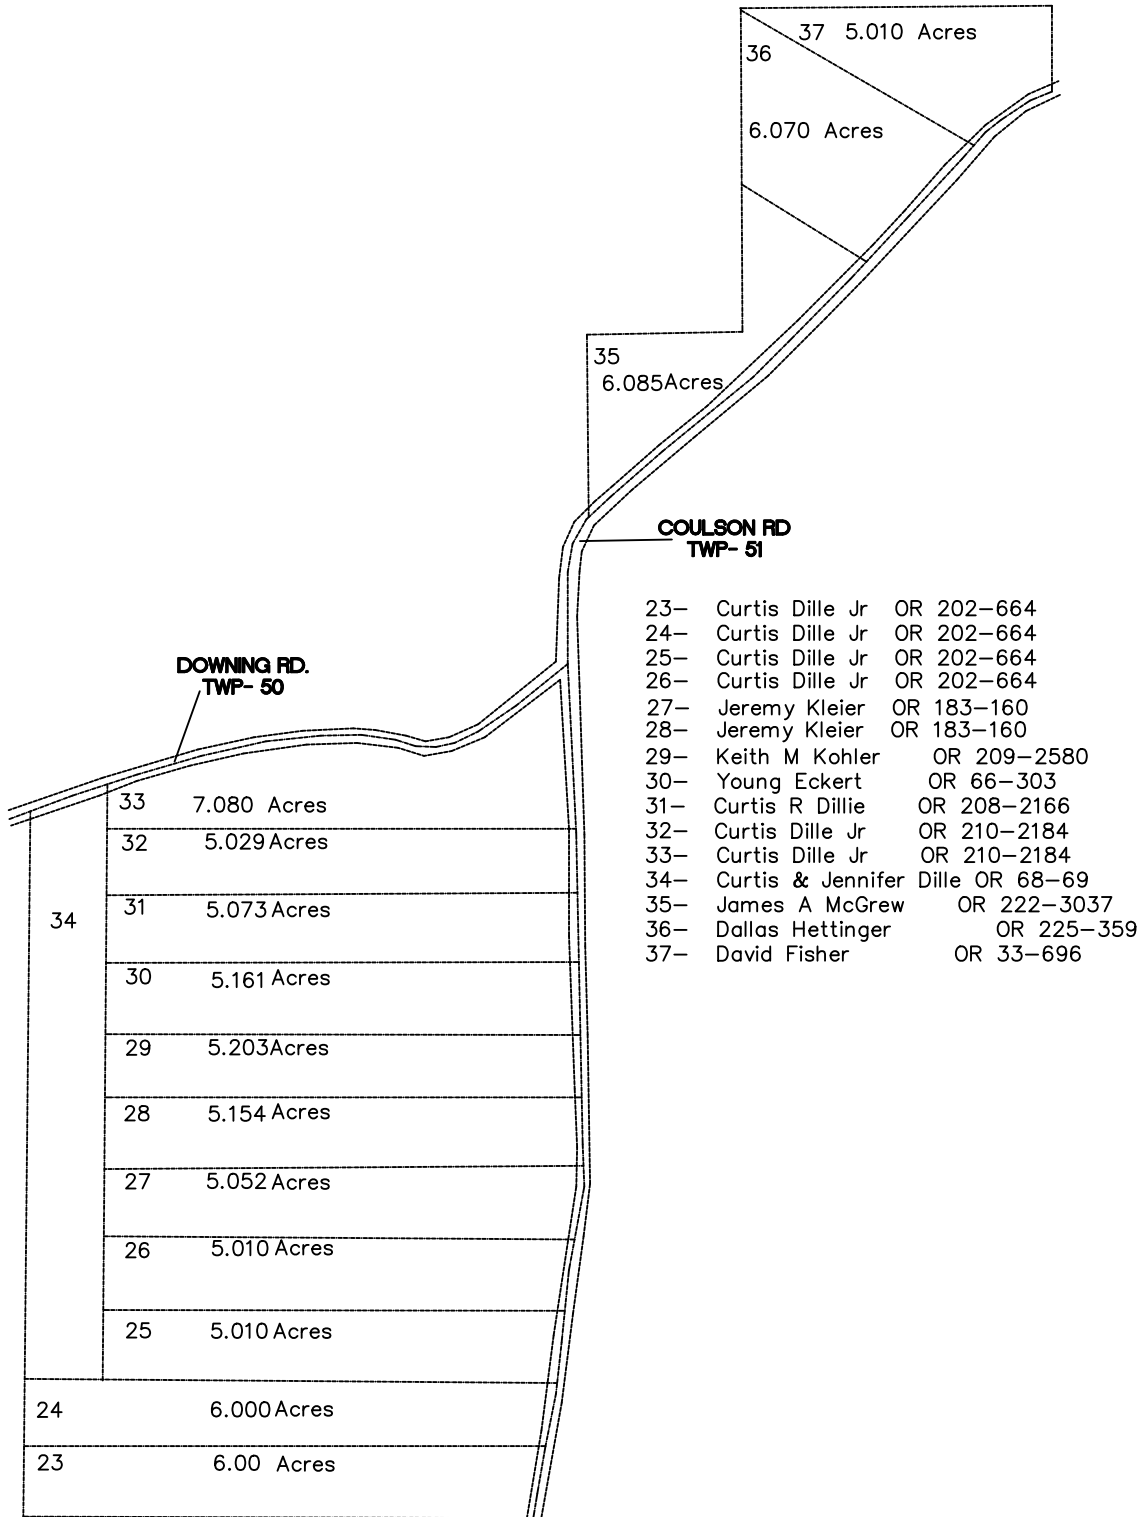 37 5.010 Acres
36
6.070 Acres
35
6.085 Acres
COULSON RD
TWP- 51
23- Curtis Dille Jr OR 202-664
24- Curtis Dille Jr OR 202-664
25- Curtis Dille Jr OR 202-664
26- Curtis Dille Jr OR 202-664
27- Jeremy Kleier OR 183-160
28- Jeremy Kleier OR 183-160
29- Keith M Kohler OR 209-2580
30- Young Eckert OR 66-303
31- Curtis R Dillie OR 208-2166
32- Curtis Dille Jr OR 210-2184
33- Curtis Dille Jr OR 210-2184
34- Curtis & Jennifer Dille OR 68-69
35- James A McGrew OR 222-3037
36- Dallas Hettinger OR 225-359
37- David Fisher OR 33-696
DOWNING RD.
TWP- 50
33 7.080 Acres
32 5.029 Acres
31 5.073 Acres
34
30 5.161 Acres
29 5.203 Acres
28 5.154 Acres
27 5.052 Acres
26 5.010 Acres
25 5.010 Acres
24 6.000 Acres
23 6.00 Acres